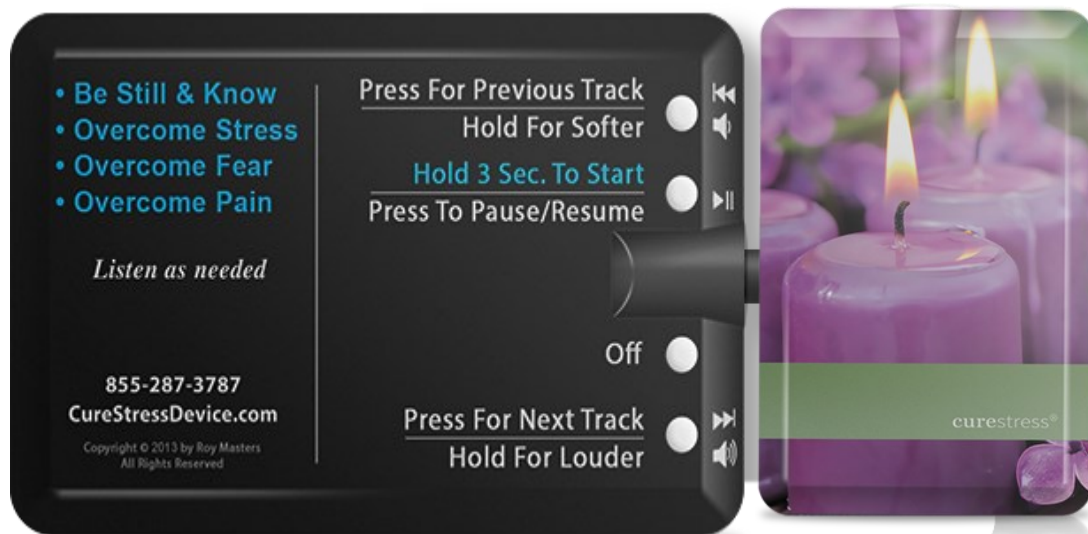 • Be Still & Know
• Overcome Stress
• Overcome Fear
• Overcome Pain
Listen as needed
855-287-3787
CureStressDevice.com
Copyright © 2013 by Roy Masters
All Rights Reserved
Press For Previous Track
Hold For Softer
Hold 3 Sec. To Start
Press To Pause/Resume
Off
Press For Next Track
Hold For Louder
curestress®